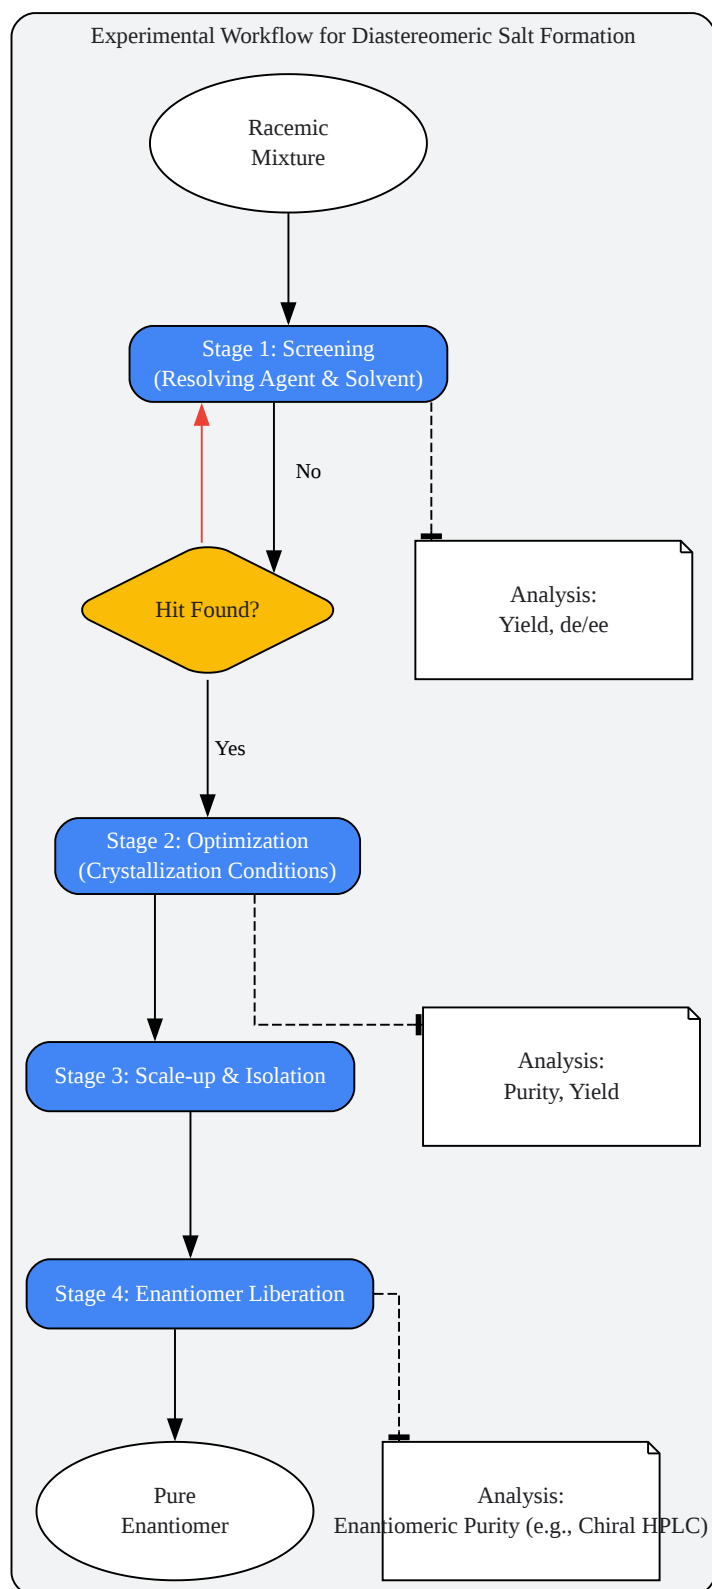 Experimental Workflow for Diastereomeric Salt Formation
Racemic
Mixture
Stage 1: Screening
(Resolving Agent & Solvent)
No
Hit Found?
Analysis:
Yield, de/ee
Yes
Stage 2: Optimization
(Crystallization Conditions)
Stage 3: Scale-up & Isolation
Analysis:
Purity, Yield
Stage 4: Enantiomer Liberation
Pure
Enantiomer
Analysis:
Enantiomeric Purity (e.g., Chiral HPLC)